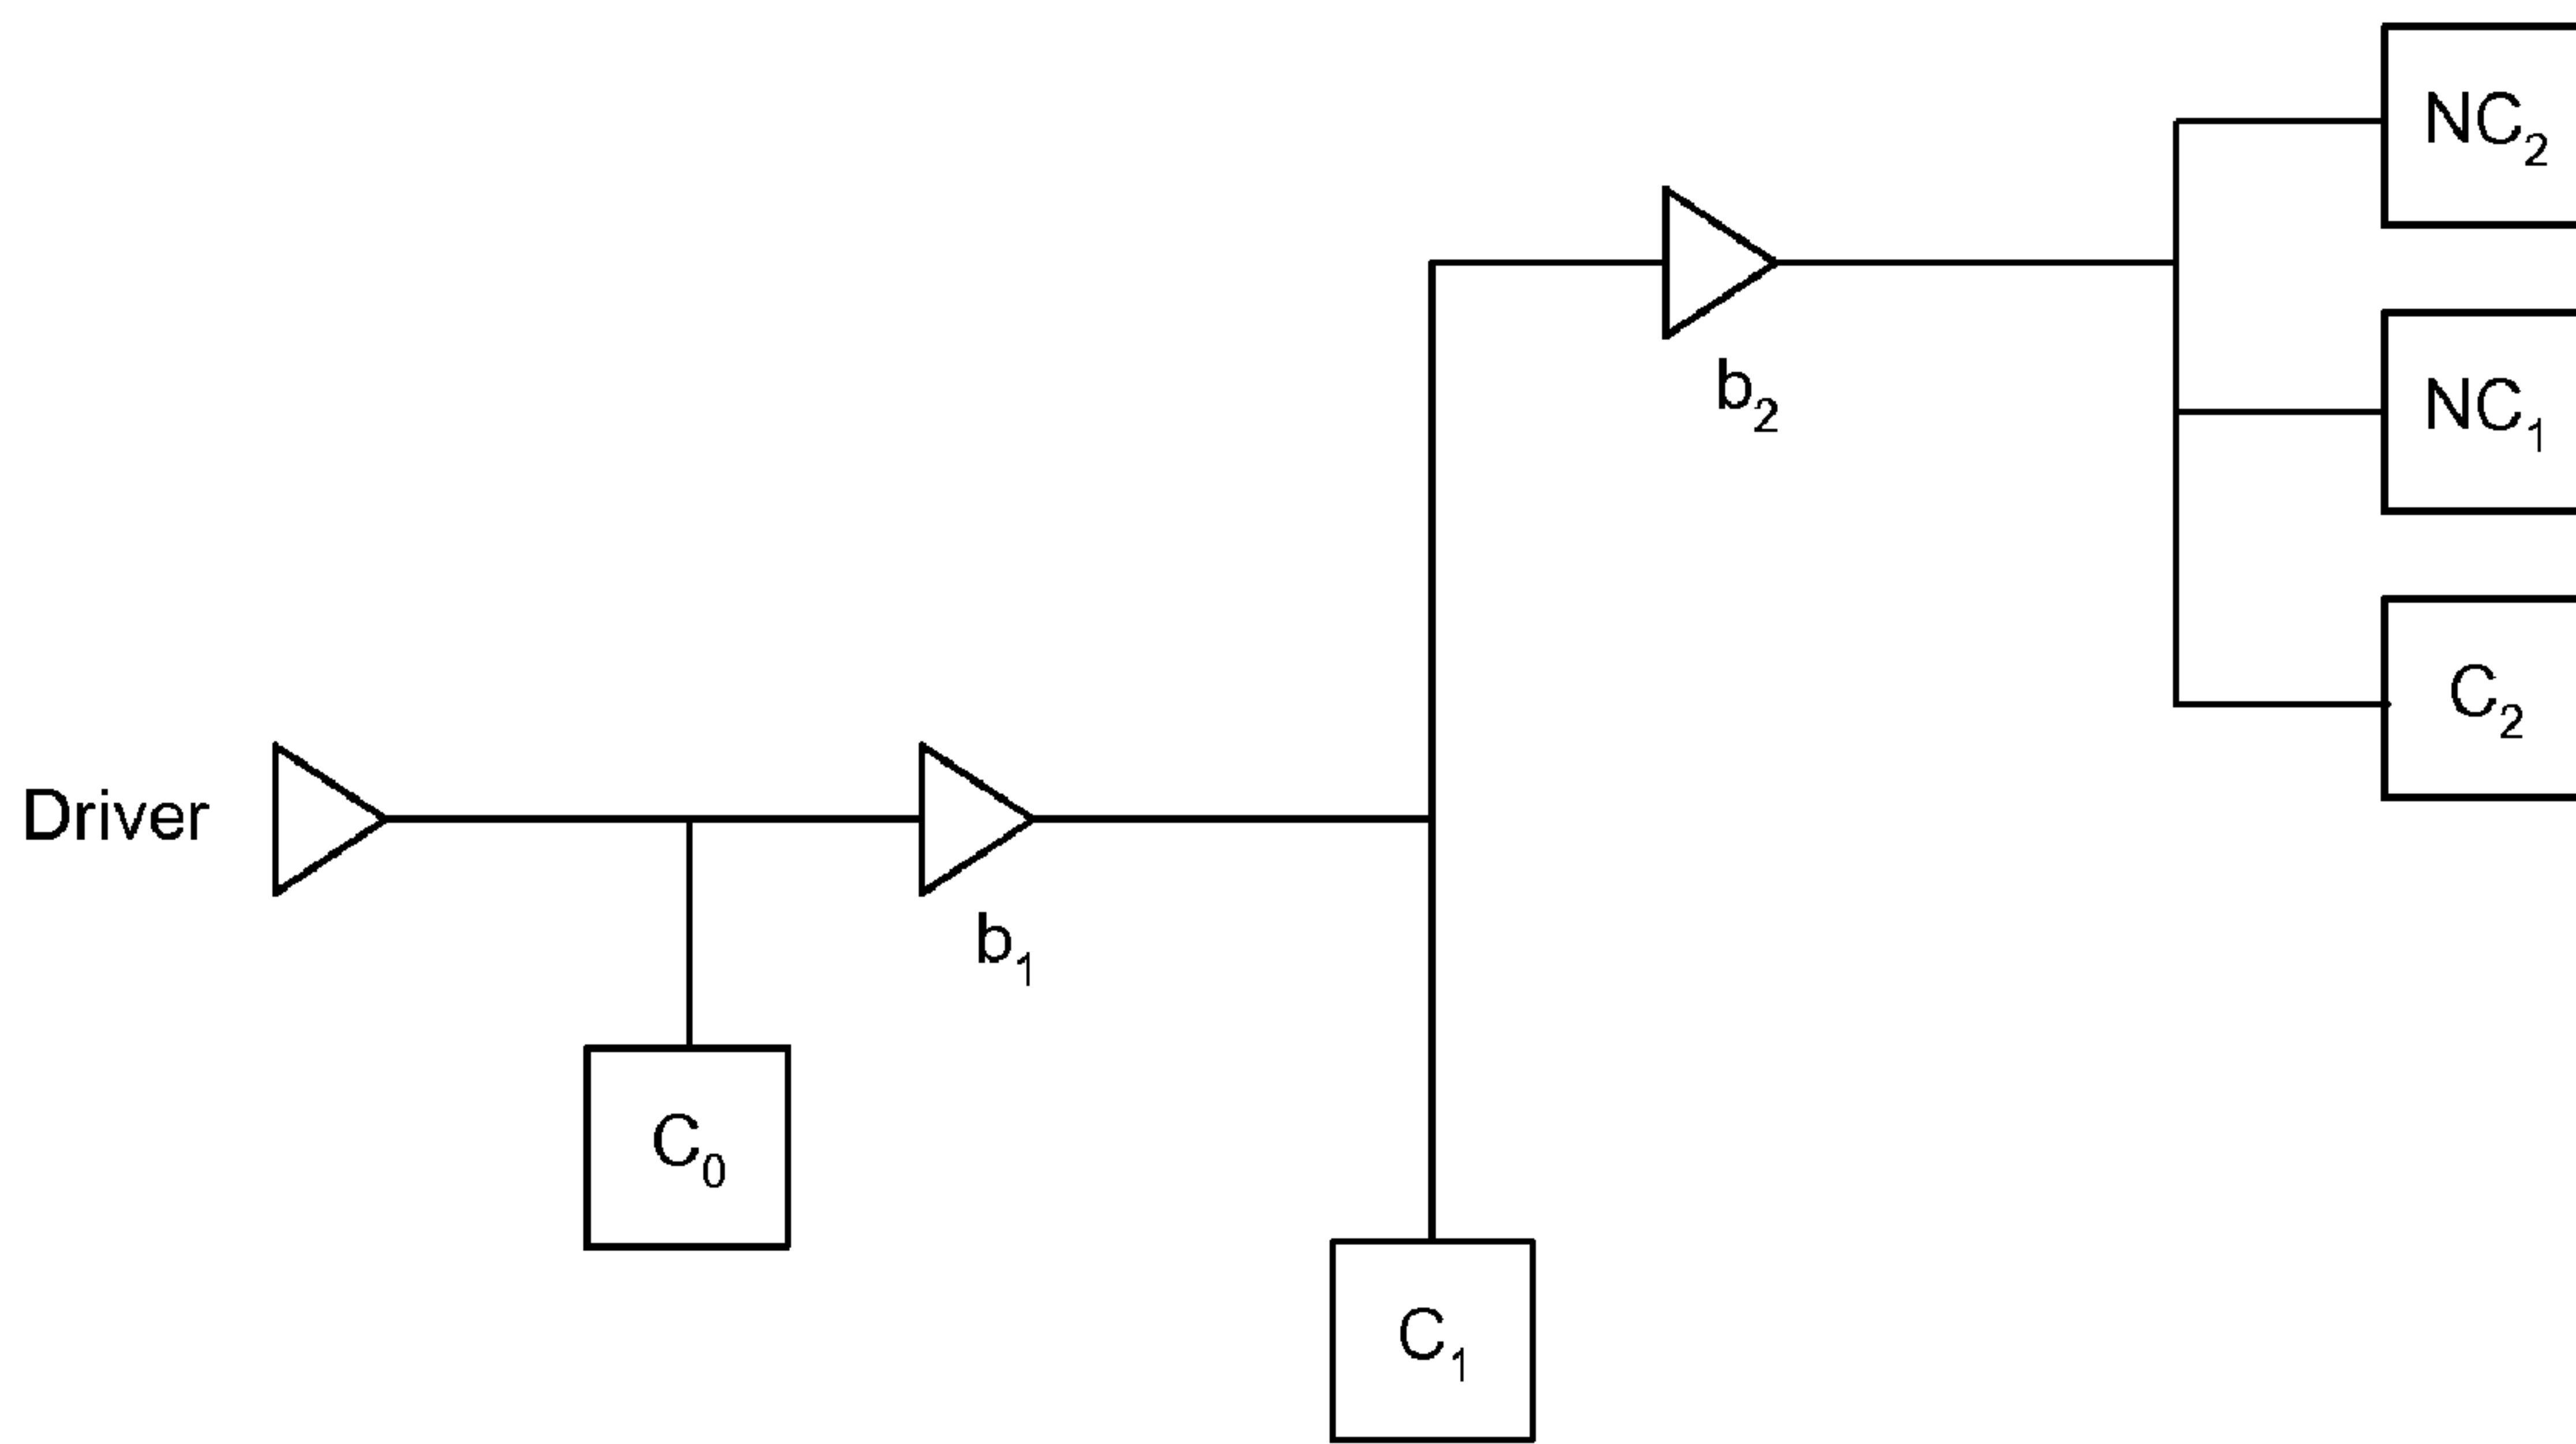 NC₂
b₂
NC₁
C₂
Driver
b₁
C₀
C₁